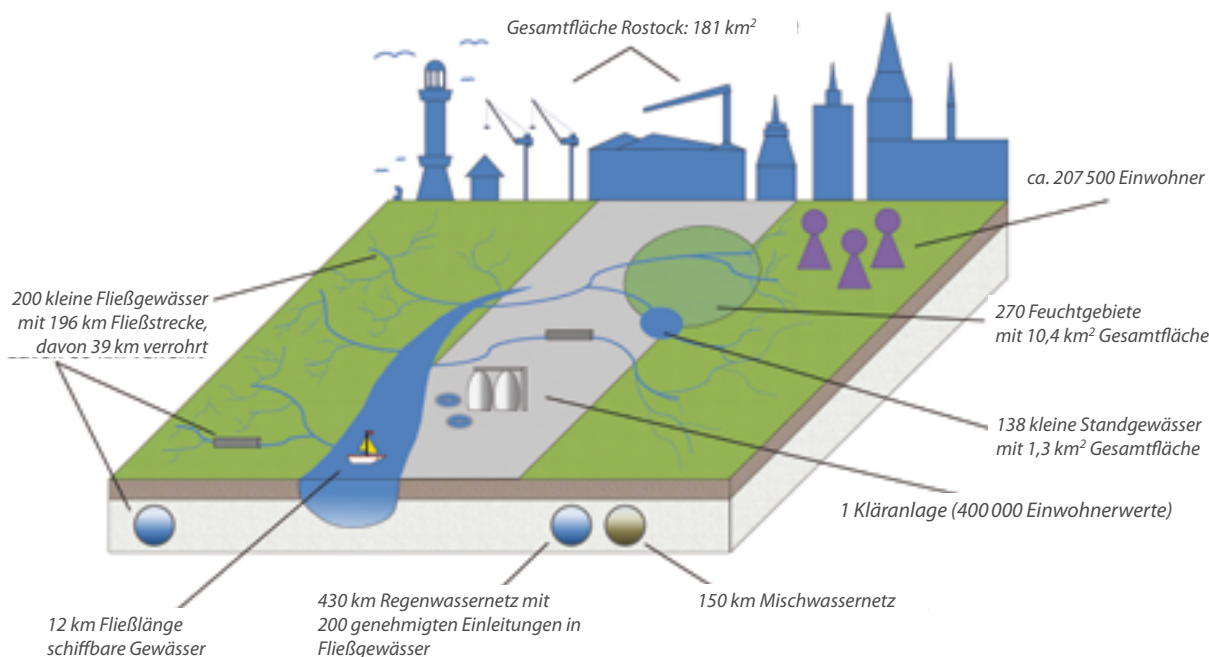 Gesamtfläche Rostock: 181 km²
ca. 207 500 Einwohner
200 kleine Fließgewässer
mit 196 km Fließstrecke,
davon 39 km verrohrt
270 Feuchtgebiete
mit 10,4 km² Gesamtfläche
138 kleine Standgewässer
mit 1,3 km² Gesamtfläche
1 Kläranlage (400 000 Einwohnerwerte)
12 km Fließlänge
schiffbare Gewässer
430 km Regenwassernetz mit
200 genehmigten Einleitungen in
Fließgewässer
150 km Mischwassernetz